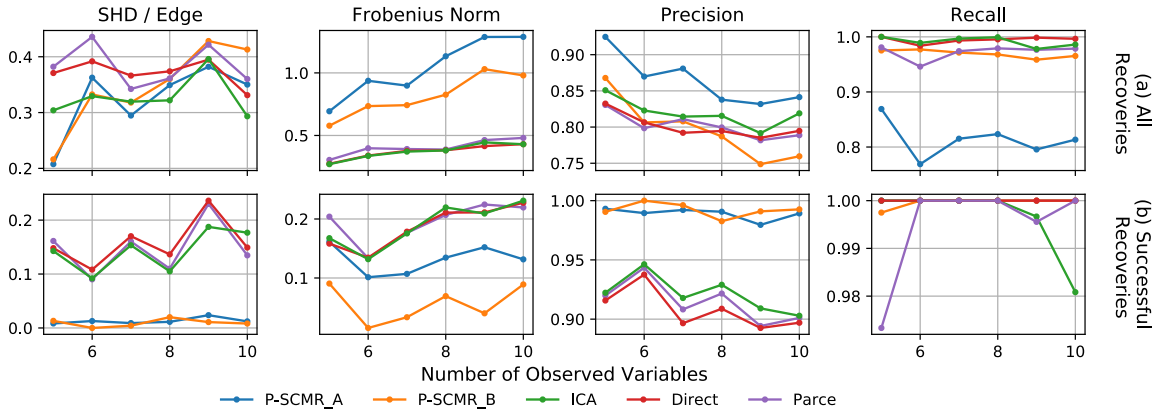 SHD / Edge Frobenius Norm Precision Recall
0.4
0.3
0.2
1.0
0.5
0.90
0.85
0.80
0.75
1.0
0.9
0.8
(a) All
Recoveries
0.2
0.1
0.0
0.2
0.1
1.00
0.95
0.90
1.00
0.99
0.98
(b) Successful
Recoveries
6 8 10 6 8 10 6 8 10 6 8 10
Number of Observed Variables
P-SCMR_A P-SCMR_B ICA Direct Parce